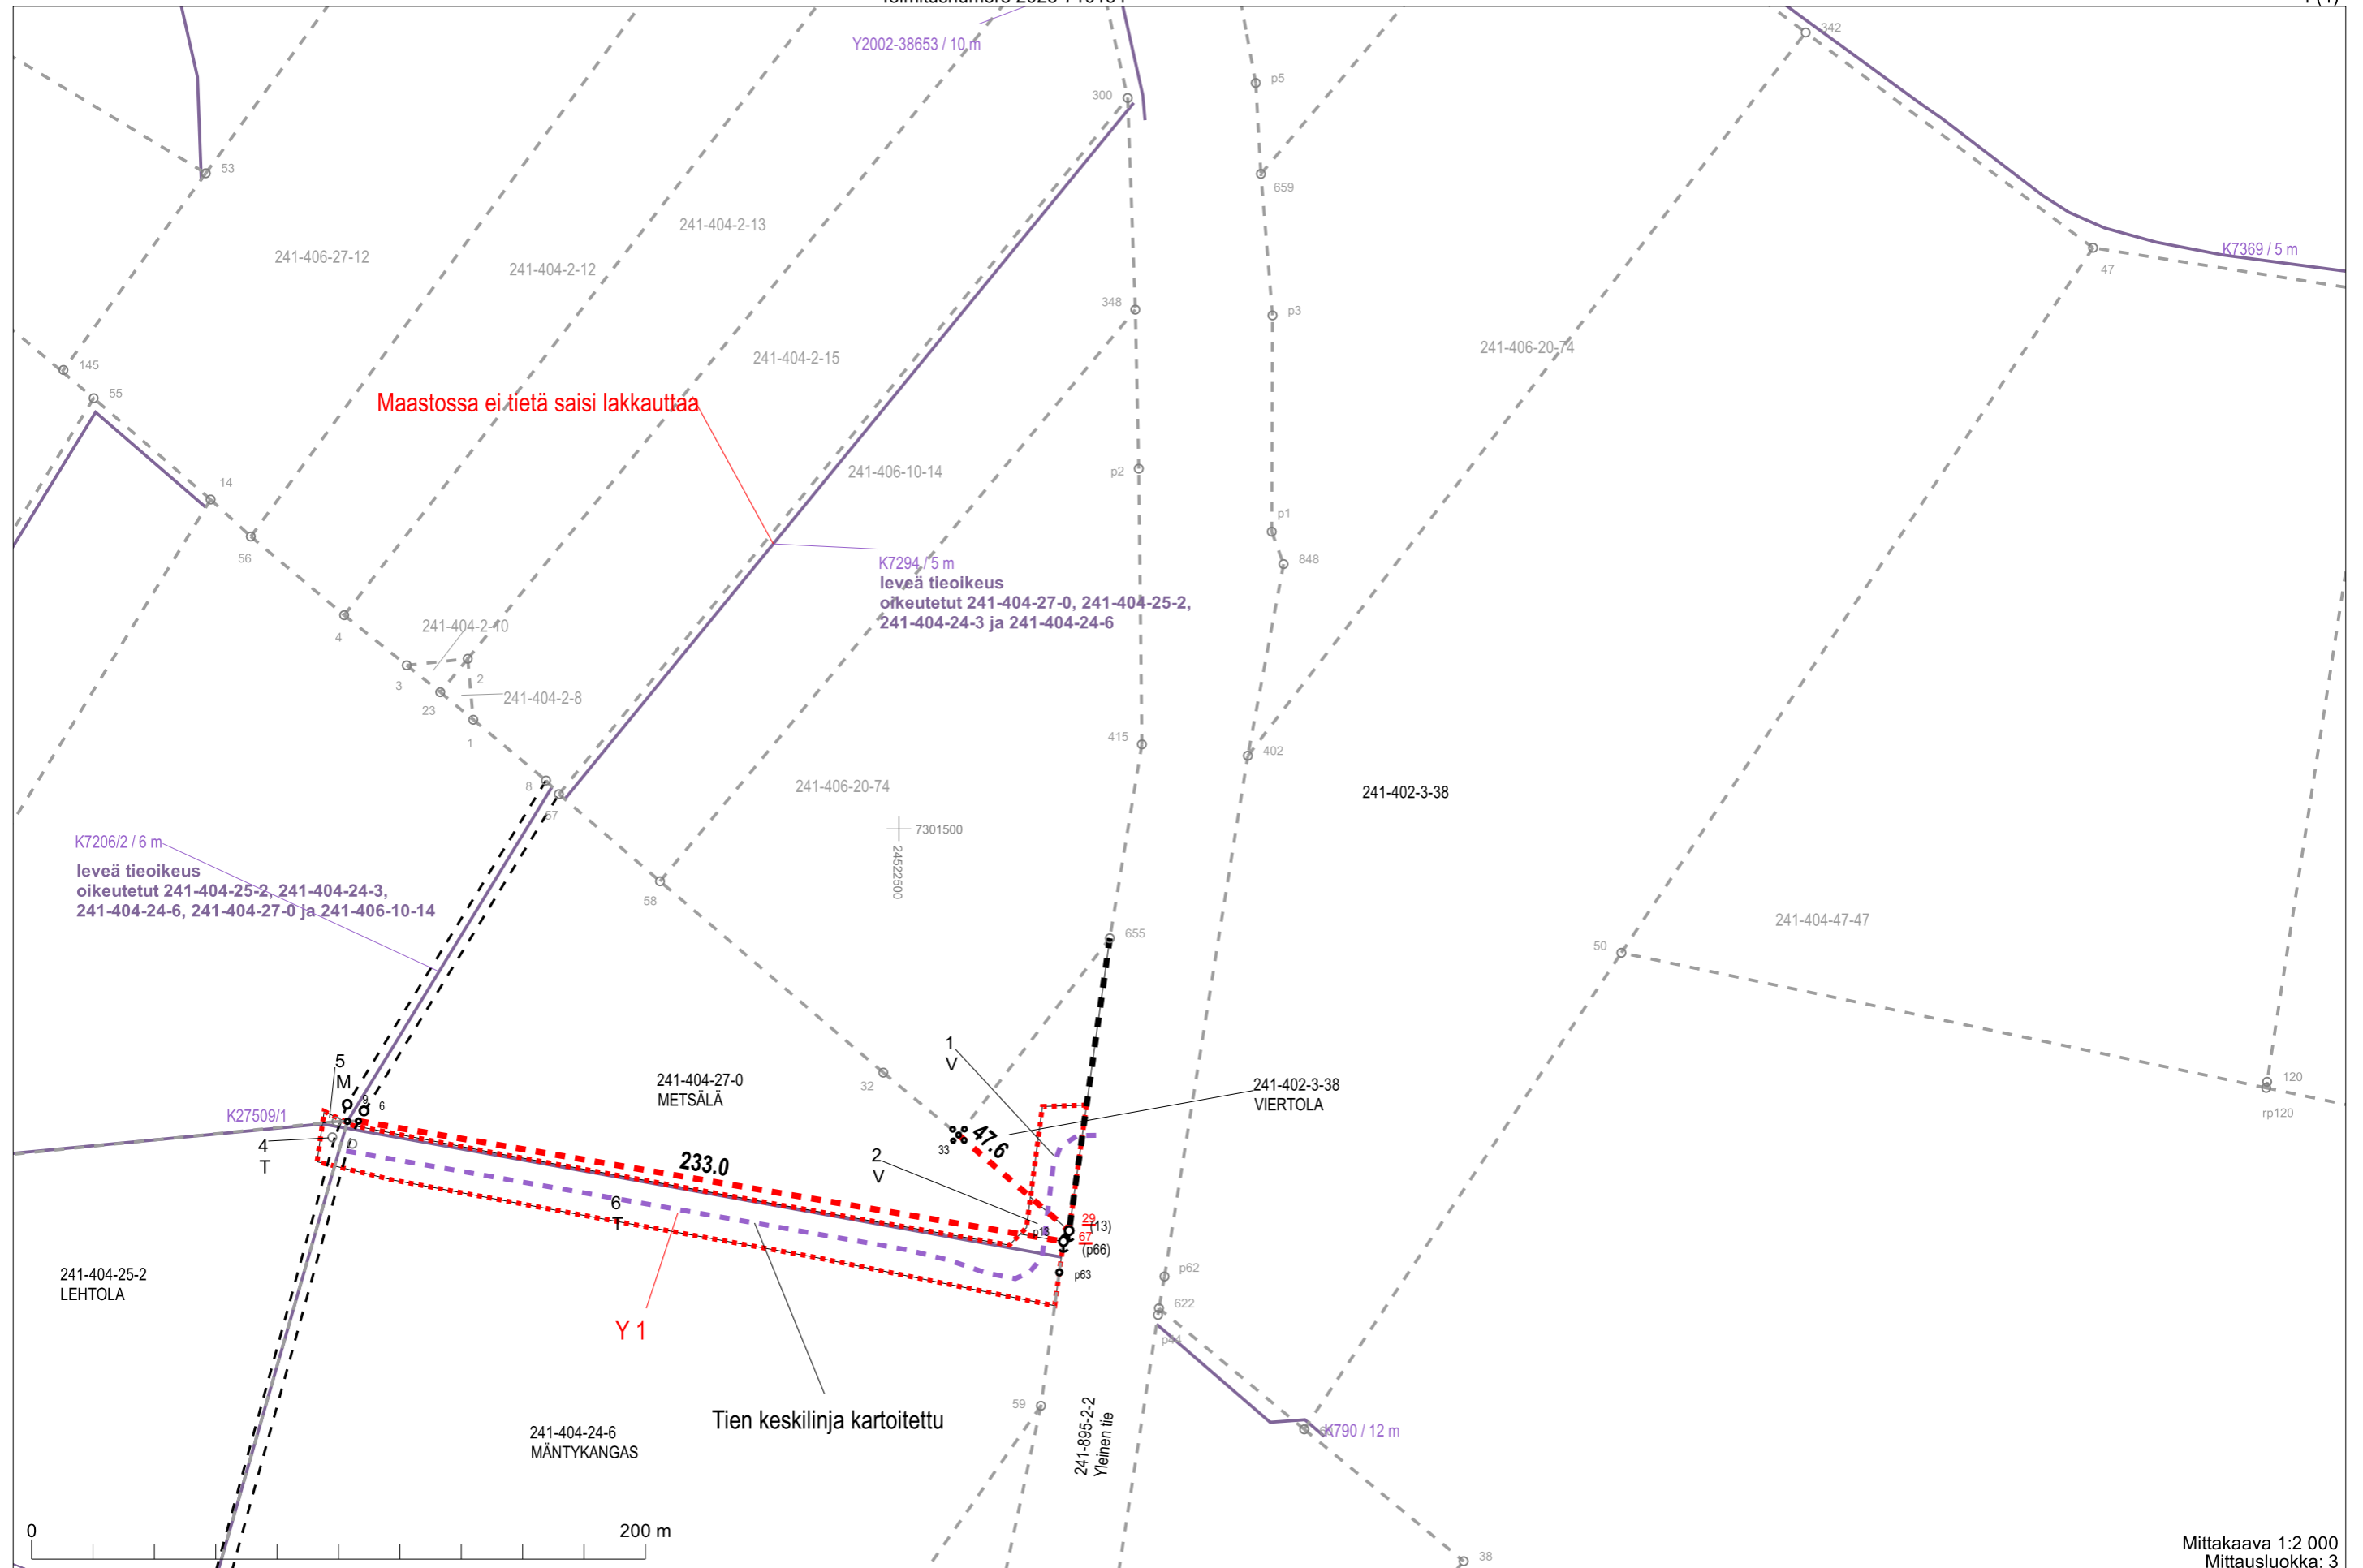 Y2002-38653 / 10 m
342
p5
300
659
53
241-404-2-13
241-406-27-12
241-404-2-12
47
K7369 / 5 m
348
p3
241-404-2-15
241-406-20-74
145
55
Maastossa ei tietä saisi lakkauttaa
241-406-10-14
p2
14
p1
56
848
K7294 / 5 m
leveä tieoikeus
oikeutetut 241-404-27-0, 241-404-25-2,
241-404-24-3 ja 241-404-24-6
4
241-404-2-10
3
2
23
241-404-2-8
1
415
402
8
57
241-406-20-74
241-402-3-38
7301500
24522500
K7206/2 / 6 m
leveä tieoikeus
oikeutetut 241-404-25-2, 241-404-24-3,
241-404-24-6, 241-404-27-0 ja 241-406-10-14
58
655
241-404-47-47
50
1
V
5
M
241-404-27-0
METSÄLÄ
32
241-402-3-38
VIERTOLA
120
rp120
9
6
K27509/1
4
T
33
47.6
233.0
2
V
6
T
p13
29
(13)
67
(p66)
p63
241-404-25-2
LEHTOLA
p62
622
p44
Y 1
59
Tien keskilinja kartoitettu
241-404-24-6
MÄNTYKANGAS
241-895-2-2
Yleinen tie
K790 / 12 m
0
200 m
38
Mittakaava 1:2 000
Mittausluokka: 3